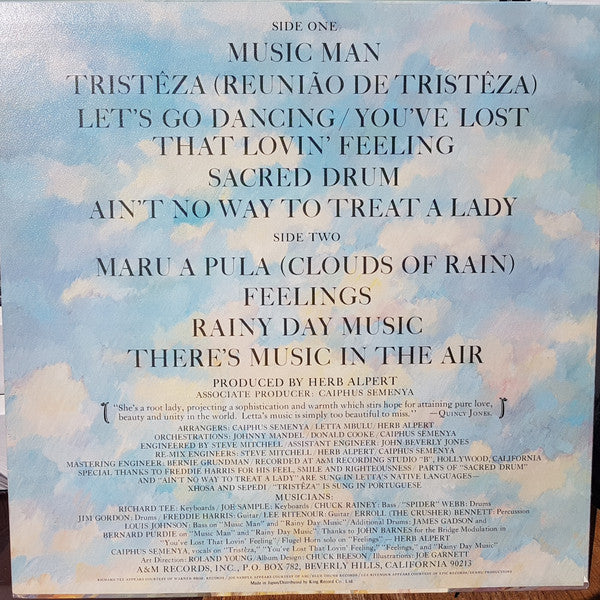 SIDE ONE
MUSIC MAN
TRISTÊZA (REUNIÃO DE TRISTÊZA)
LET'S GO DANCING/YOU'VE LOST
THAT LOVIN' FEELING
SACRED DRUM
AIN'T NO WAY TO TREAT A LADY
SIDE TWO
MARU A PULA (CLOUDS OF RAIN)
FEELINGS
RAINY DAY MUSIC
THERE'S MUSIC IN THE AIR
PRODUCED BY HERB ALPERT
ASSOCIATE PRODUCER: CAIPHUS SEMENYA
"She's a root lady, projecting a sophistication and warmth which stirs hope for attaining pure love,
beauty and unity in the world. Letta's music is simply too beautiful to miss." —QUINCY JONES.
ARRANGERS: CAIPHUS SEMENYA/LETTA MBULU/HERB ALPERT
ORCHESTRATIONS: JOHNNY MANDEL/DONALD COOKE/CAIPHUS SEMENYA
ENGINEERED BY STEVE MITCHELL. ASSISTANT ENGINEER: JOHN BEVERLY JONES
RE-MIX ENGINEERS: STEVE MITCHELL/HERB ALPERT/CAIPHUS SEMENYA
MASTERING ENGINEER: BERNIE GRUNDMAN/RECORDED AT A&M RECORDING STUDIO "B", HOLLYWOOD, CALIFORNIA
SPECIAL THANKS TO FREDDIE HARRIS FOR HIS FEEL, SMILE AND RIGHTEOUSNESS/PARTS OF "SACRED DRUM"
AND "AIN'T NO WAY TO TREAT A LADY" ARE SUNG IN LETTA'S NATIVE LANGUAGES—
XHOSA AND SEPEDI/"TRISTÊZA" IS SUNG IN PORTUGUESE
MUSICIANS:
RICHARD TEE: Keyboards/JOE SAMPLE: Keyboards/CHUCK RAINEY: Bass/"SPIDER" WEBB: Drums
JIM GORDON: Drums/FREDDIE HARRIS: Guitar/LEE RITENOUR: Guitar/ERROLL (THE CRUSHER) BENNETT: Percussion
LOUIS JOHNSON: Bass on "Music Man" and "Rainy Day Music"/Additional Drums: JAMES GADSON and
BERNARD PURDIE on "Music Man" and "Rainy Day Music"/Thanks to JOHN BARNES for the Bridge Modulation in
"You've Lost That Lovin' Feeling"/Flugel Horn solo on "Feelings"— HERB ALPERT
CAIPHUS SEMENYA, vocals on "Tristêza," "You've Lost That Lovin' Feeling," "Feelings," and "Rainy Day Music"
Art Direction: ROLAND YOUNG/Album Design: CHUCK BEESON/Illustrations: JOE GARNETT
A&M RECORDS, INC., P.O. BOX 782, BEVERLY HILLS, CALIFORNIA 90213
Made in Japan/Distributed by King Record Co., Ltd.